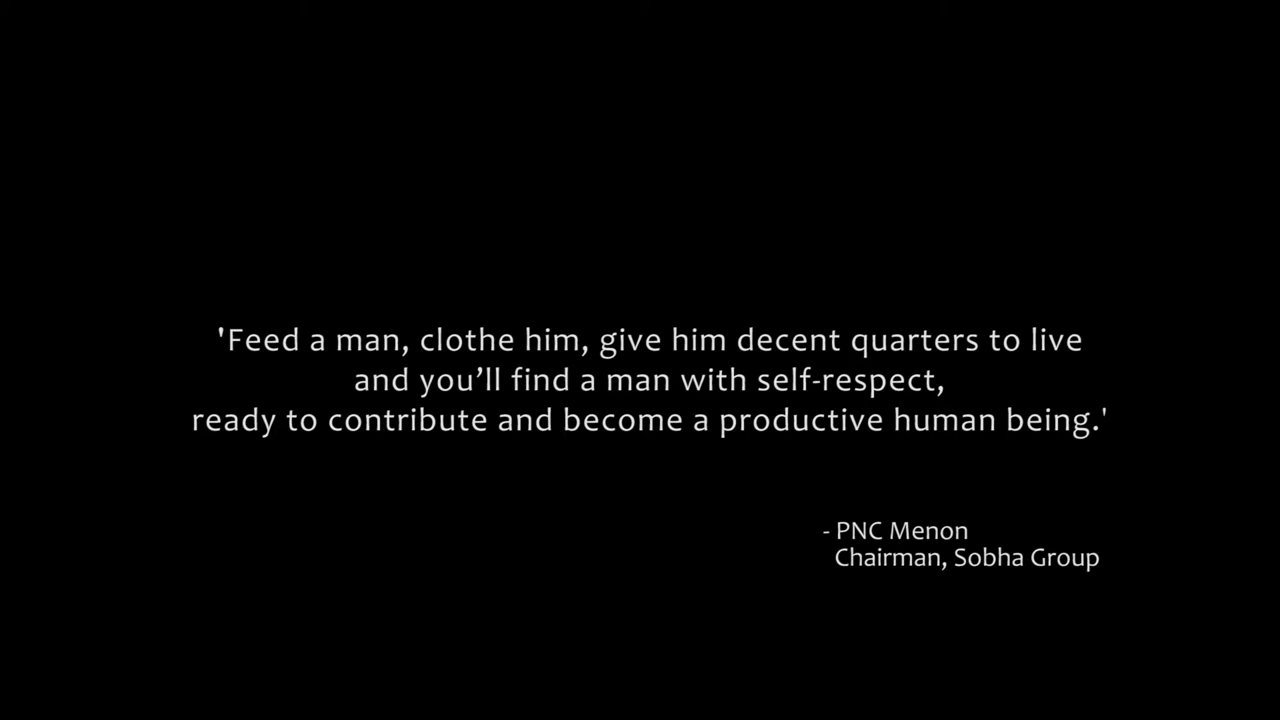 'Feed a man, clothe him, give him decent quarters to live
and you’ll find a man with self-respect,
ready to contribute and become a productive human being.'
- PNC Menon
Chairman, Sobha Group